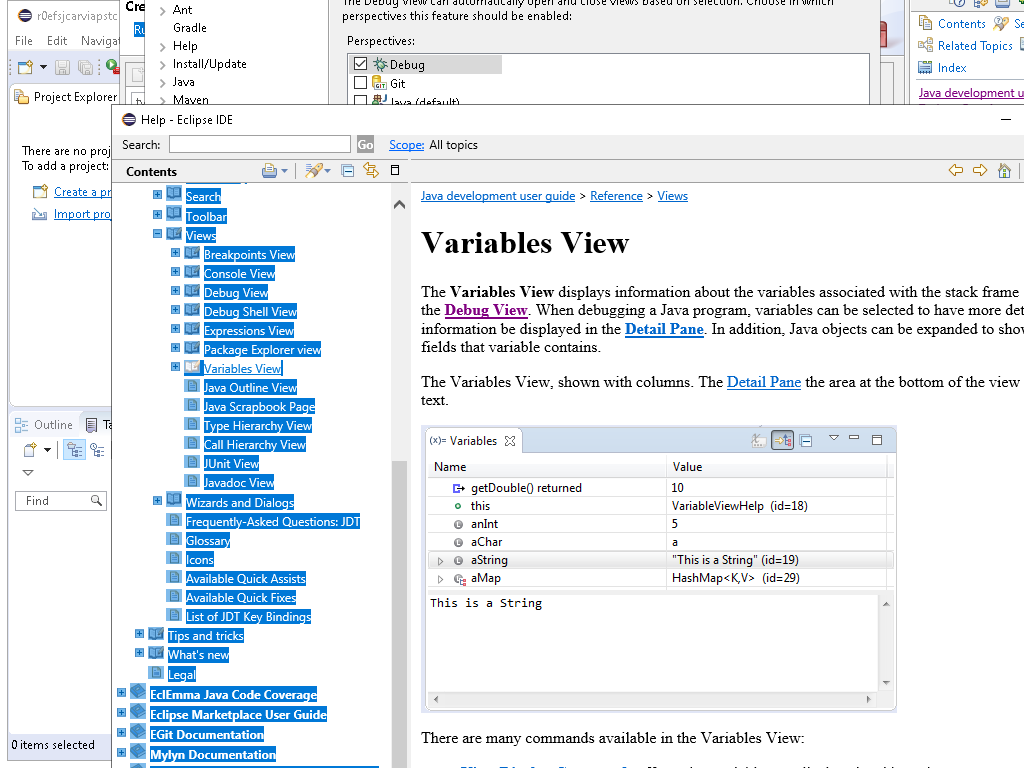 r0efsjcarviapstc
File Edit Navigat
Project Explorer
There are no proj
To add a project:
Create a pr
Import pro
Outline
Find
0 items selected
Cre
Ru
Ant
Gradle
Help
Install/Update
Java
Maven
The Debug View can automatically open and close views based on selection. Choose in which
perspectives this feature should be enabled:
Perspectives:
Debug
Git
Java (default)
Contents Se
Related Topics
Index
Java development u
Help - Eclipse IDE
Search: Go Scope: All topics
Contents
Search
Toolbar
Views
Breakpoints View
Console View
Debug View
Debug Shell View
Expressions View
Package Explorer view
Variables View
Java Outline View
Java Scrapbook Page
Type Hierarchy View
Call Hierarchy View
JUnit View
Javadoc View
Wizards and Dialogs
Frequently-Asked Questions: JDT
Glossary
Icons
Available Quick Assists
Available Quick Fixes
List of JDT Key Bindings
Tips and tricks
What's new
Legal
EclEmma Java Code Coverage
Eclipse Marketplace User Guide
EGit Documentation
Mylyn Documentation
Java development user guide > Reference > Views
Variables View
The Variables View displays information about the variables associated with the stack frame
the Debug View. When debugging a Java program, variables can be selected to have more det
information be displayed in the Detail Pane. In addition, Java objects can be expanded to show
fields that variable contains.
The Variables View, shown with columns. The Detail Pane the area at the bottom of the view
text.
(x)= Variables
Name Value
getDouble() returned 10
this VariableViewHelp (id=18)
anInt 5
aChar a
aString "This is a String" (id=19)
aMap HashMap<K,V> (id=29)
This is a String
There are many commands available in the Variables View: